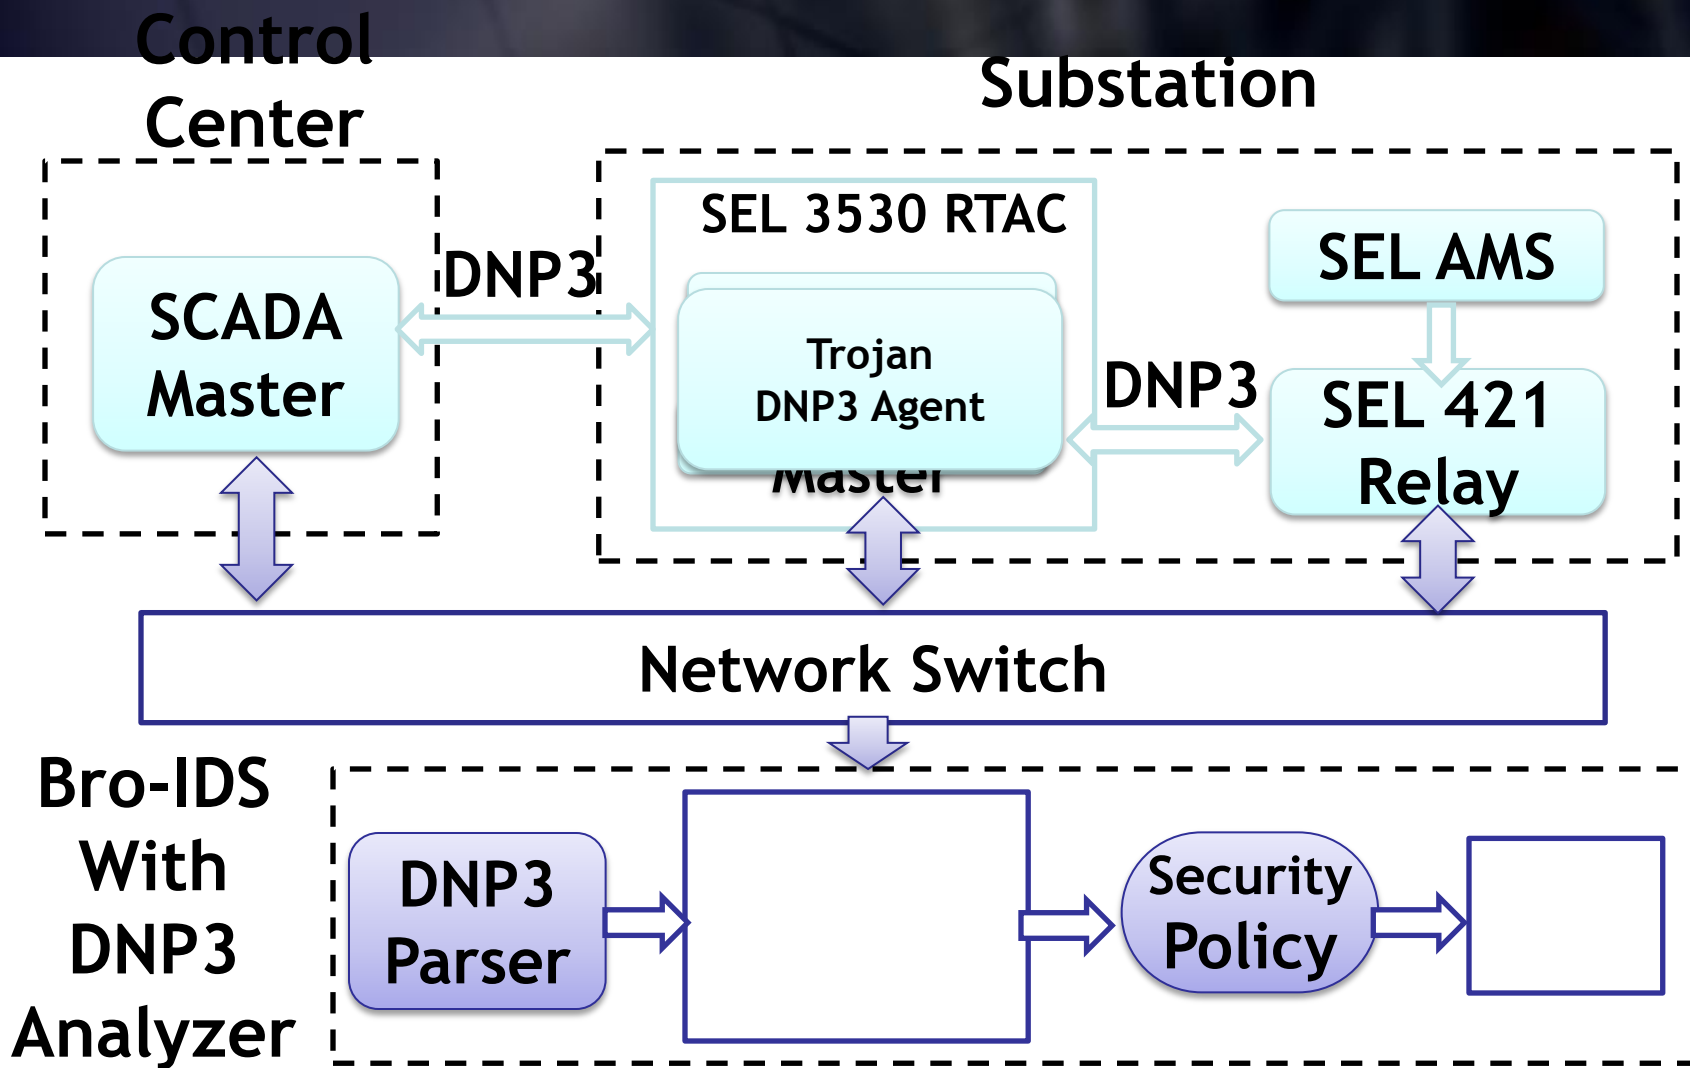 Control
Center
Substation
SEL 3530 RTAC
SEL AMS
DNP3
SCADA
Master
Trojan
DNP3 Agent
Master
DNP3
SEL 421
Relay
Network Switch
Bro-IDS
With
DNP3
Analyzer
DNP3
Parser
Security
Policy